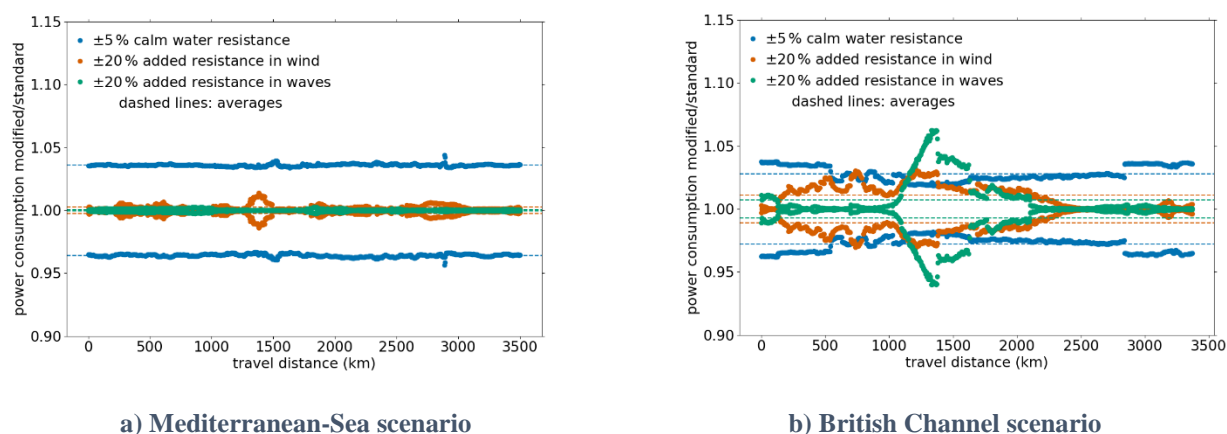 1.15
1.10
1.05
1.00
0.95
0.90
power consumption modified/standard
±5 % calm water resistance
±20 % added resistance in wind
±20 % added resistance in waves
dashed lines: averages
0 500 1000 1500 2000 2500 3000 3500
travel distance (km)
a) Mediterranean-Sea scenario
1.15
1.10
1.05
1.00
0.95
0.90
power consumption modified/standard
±5 % calm water resistance
±20 % added resistance in wind
±20 % added resistance in waves
dashed lines: averages
0 500 1000 1500 2000 2500 3000 3500
travel distance (km)
b) British Channel scenario